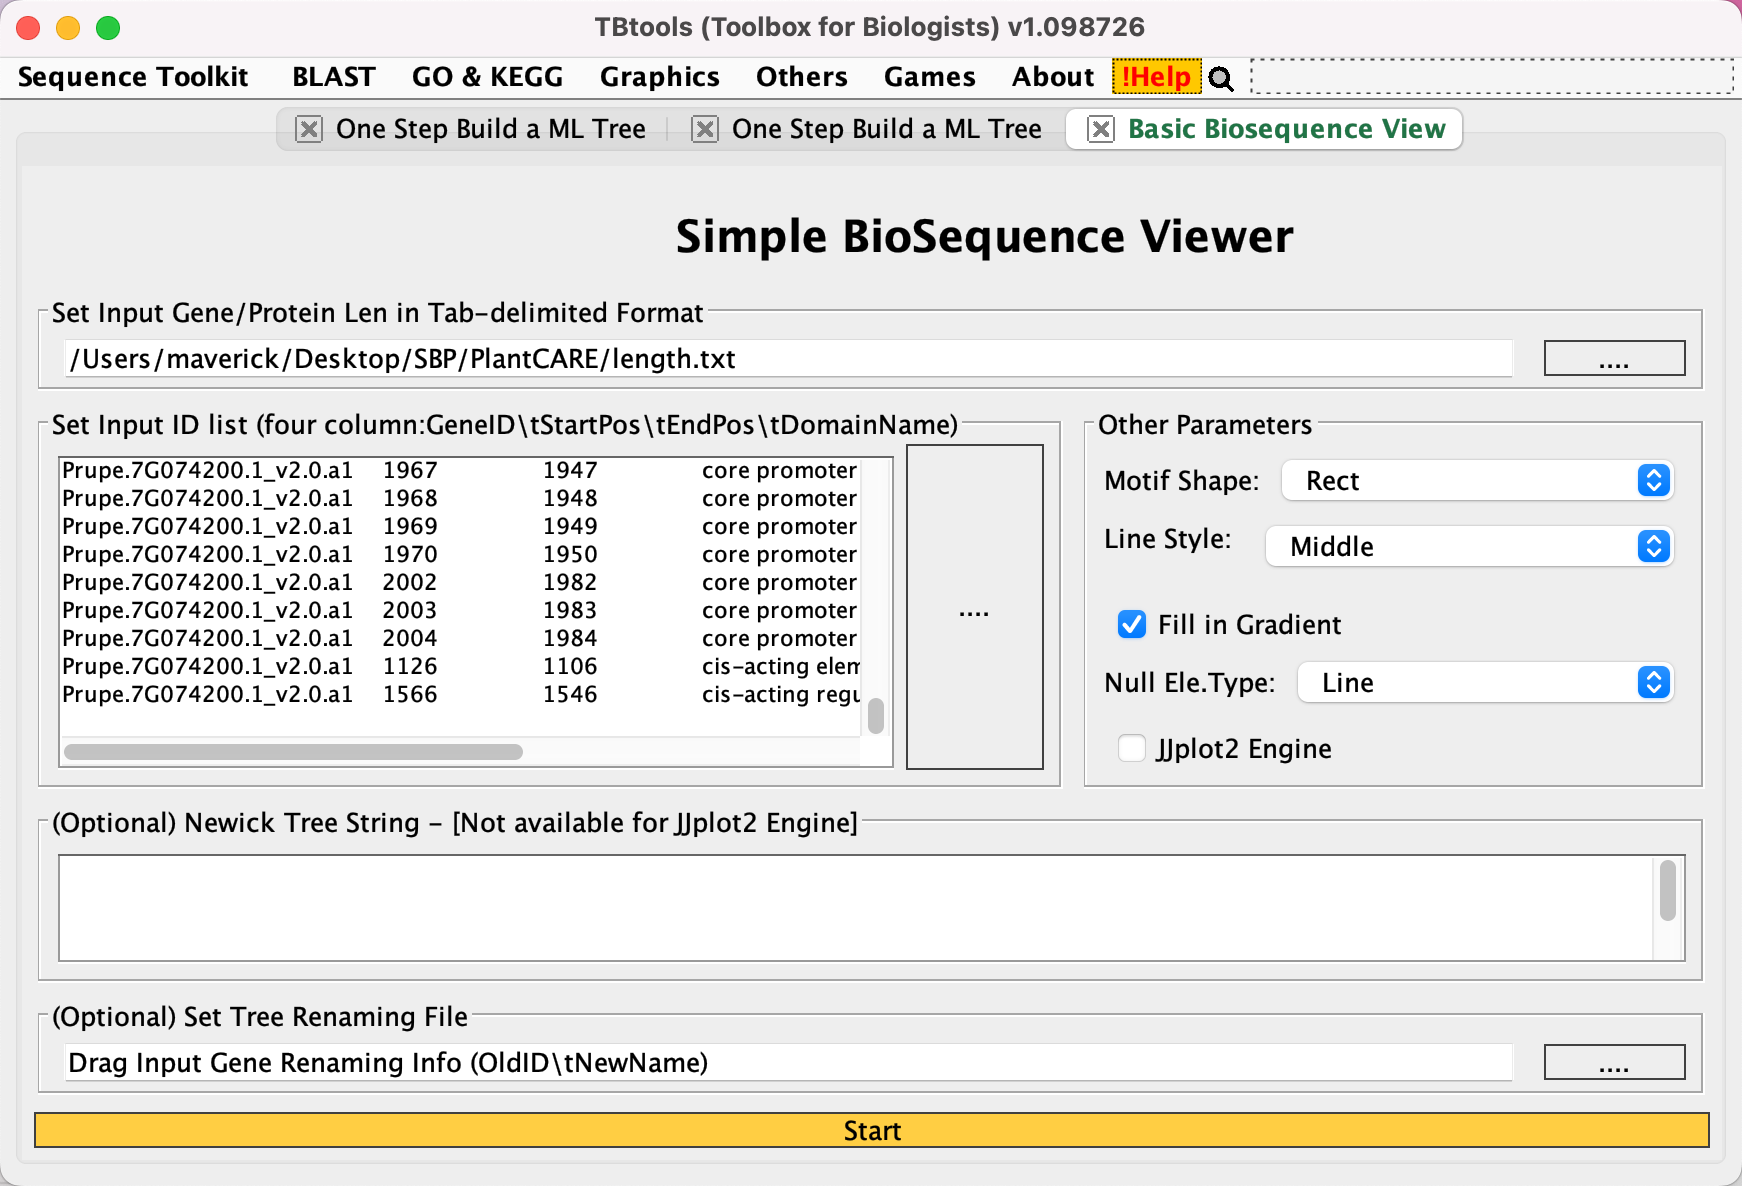 TBtools (Toolbox for Biologists) v1.098726
Sequence Toolkit BLAST GO & KEGG Graphics Others Games About !Help
One Step Build a ML Tree One Step Build a ML Tree Basic Biosequence View
Simple BioSequence Viewer
Set Input Gene/Protein Len in Tab-delimited Format
/Users/maverick/Desktop/SBP/PlantCARE/length.txt ....
Set Input ID list (four column:GeneID\tStartPos\tEndPos\tDomainName)
Prupe.7G074200.1_v2.0.a1 1967 1947 core promoter
Prupe.7G074200.1_v2.0.a1 1968 1948 core promoter
Prupe.7G074200.1_v2.0.a1 1969 1949 core promoter
Prupe.7G074200.1_v2.0.a1 1970 1950 core promoter
Prupe.7G074200.1_v2.0.a1 2002 1982 core promoter
Prupe.7G074200.1_v2.0.a1 2003 1983 core promoter
Prupe.7G074200.1_v2.0.a1 2004 1984 core promoter
Prupe.7G074200.1_v2.0.a1 1126 1106 cis-acting elem
Prupe.7G074200.1_v2.0.a1 1566 1546 cis-acting regu
....
Other Parameters
Motif Shape: Rect
Line Style: Middle
Fill in Gradient
Null Ele.Type: Line
JJplot2 Engine
(Optional) Newick Tree String - [Not available for JJplot2 Engine]
(Optional) Set Tree Renaming File
Drag Input Gene Renaming Info (OldID\tNewName) ....
Start